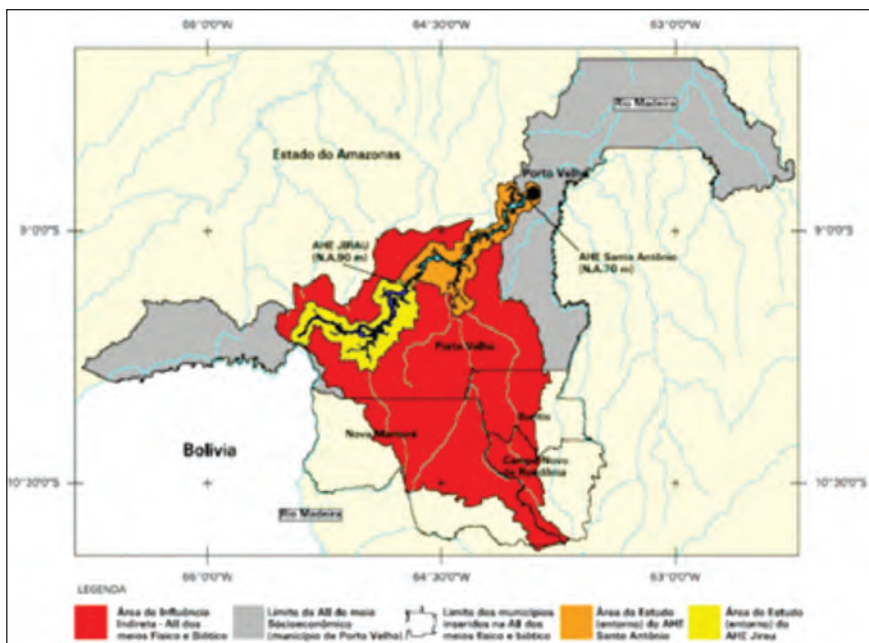 66°0'0"W 64°30'0"W 63°0'0"W
Rio Madeira
Estado do Amazonas
Porto Velho
9°0'0"S 9°0'0"S
AHE JIRAU
(N.A.90 m)
AHE Santo Antônio
(N.A.70 m)
Porto Velho
Buritis
Nova Mamoré
Bolívia
Campo Novo
de Rondônia
10°30'0"S 10°30'0"S
Rio Madeira
66°0'0"W 64°30'0"W 63°0'0"W
LEGENDA
Área de Influência
Indireta - AII dos
meios Físico e Biótico
Limite da AII do meio
Sócioeconômico
(município de Porto Velho)
Limite dos municípios
inseridos na AII dos
meios físico e biótico
Área de Estudo
(entorno) do AHE
Santo Antônio
Área de Estudo
(entorno) do
AHE Jirau